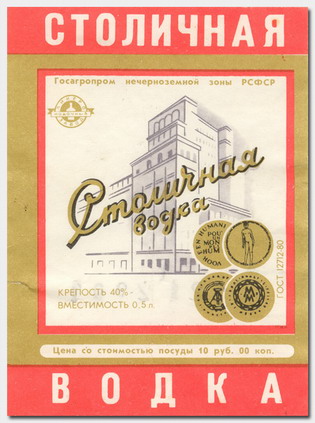 СТОЛИЧНАЯ
Госагропром нечерноземной зоны РСФСР
Столичная
водка
КРЕПОСТЬ 40%
ВМЕСТИМОСТЬ 0,5 л.
ГОСТ 12712-80
Цена со стоимостью посуды 10 руб. 00 коп.
ВОДКА